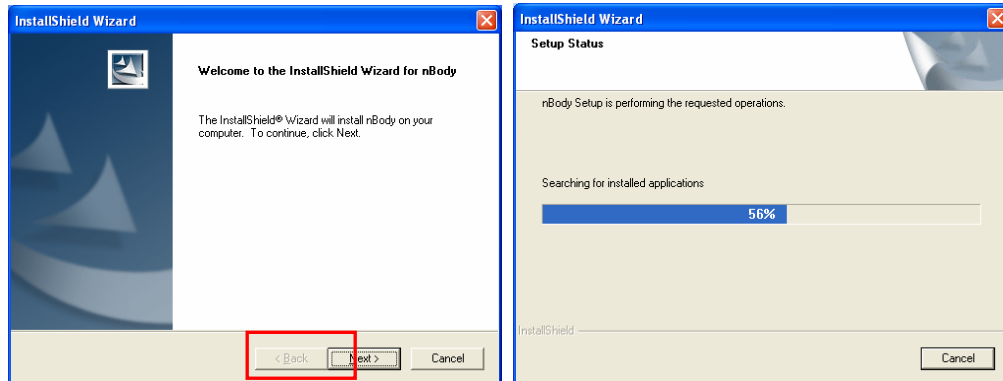 InstallShield Wizard
Welcome to the InstallShield Wizard for nBody
The InstallShield® Wizard will install nBody on your
computer. To continue, click Next.
< Back
Next >
Cancel
InstallShield Wizard
Setup Status
nBody Setup is performing the requested operations.
Searching for installed applications
56%
InstallShield
Cancel